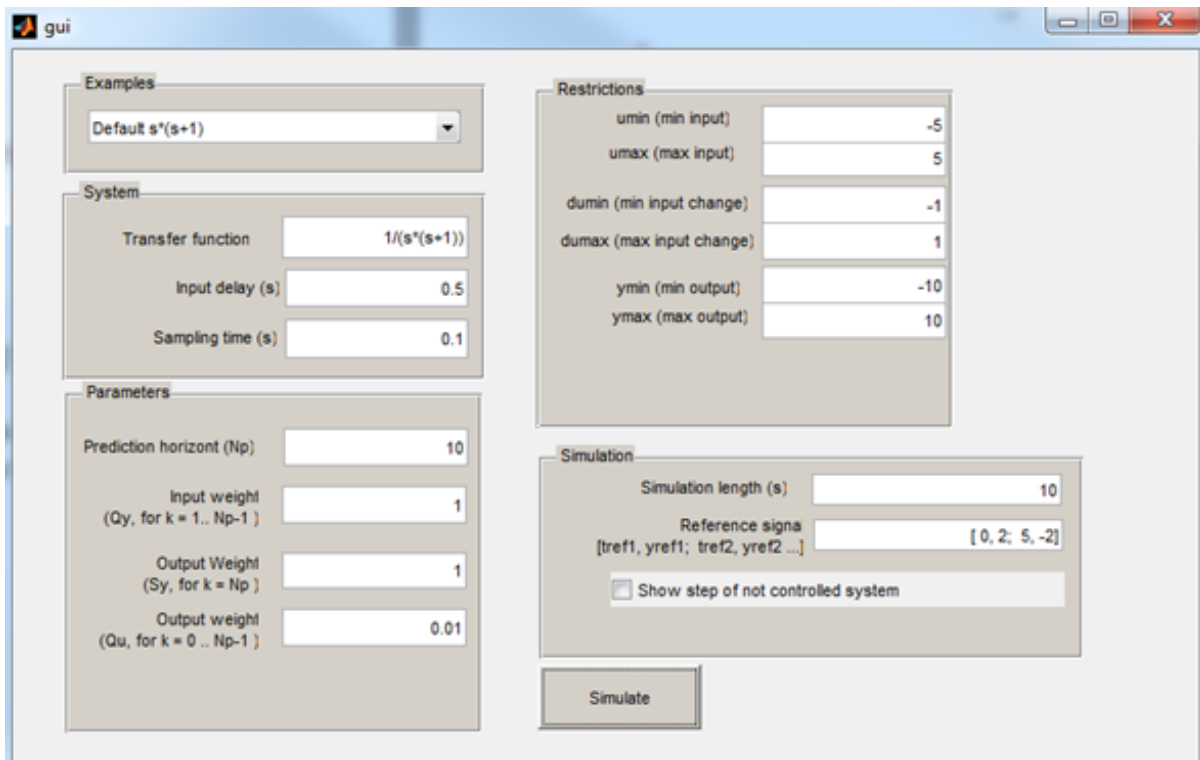 gui
Examples
Default s*(s+1)
System
Transfer function 1/(s*(s+1))
Input delay (s) 0.5
Sampling time (s) 0.1
Parameters
Prediction horizont (Np) 10
Input weight
(Qy, for k = 1.. Np-1 ) 1
Output Weight
(Sy, for k = Np ) 1
Output weight
(Qu, for k = 0 .. Np-1 ) 0.01
Restrictions
umin (min input) -5
umax (max input) 5
dumin (min input change) -1
dumax (max input change) 1
ymin (min output) -10
ymax (max output) 10
Simulation
Simulation length (s) 10
Reference signa
[tref1, yref1; tref2, yref2 ...] [ 0, 2; 5, -2]
Show step of not controlled system
Simulate